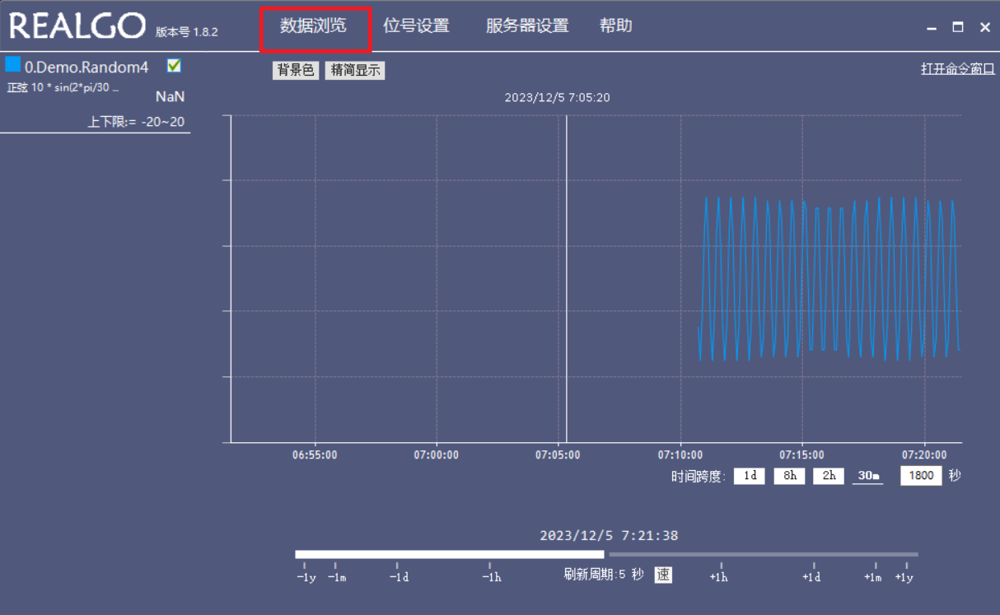 REALGO 版本号 1.8.2 数据浏览 位号设置 服务器设置 帮助
0.Demo.Random4
正弦 10 * sin(2*pi/30 ...
NaN
上下限:= -20~20
背景色 精简显示 打开命令窗口
2023/12/5 7:05:20
06:55:00 07:00:00 07:05:00 07:10:00 07:15:00 07:20:00
时间跨度: 1d 8h 2h 30m 1800 秒
2023/12/5 7:21:38
-1y -1m -1d -1h 刷新周期:5 秒 速 +1h +1d +1m +1y